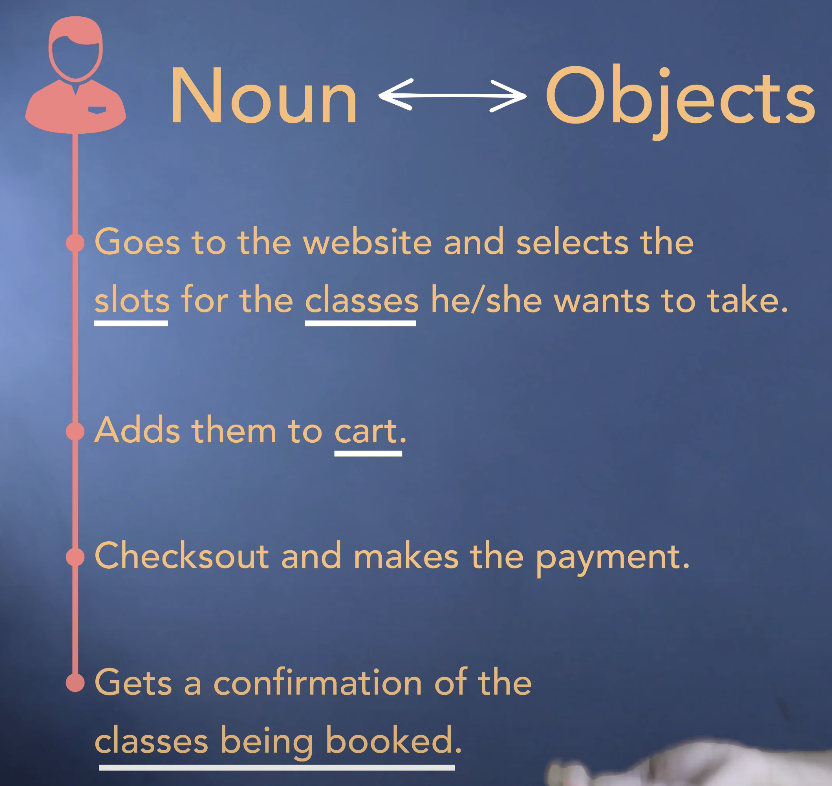 Noun Objects
Goes to the website and selects the
slots for the classes he/she wants to take.
Adds them to cart.
Checksout and makes the payment.
Gets a confirmation of the
classes being booked.